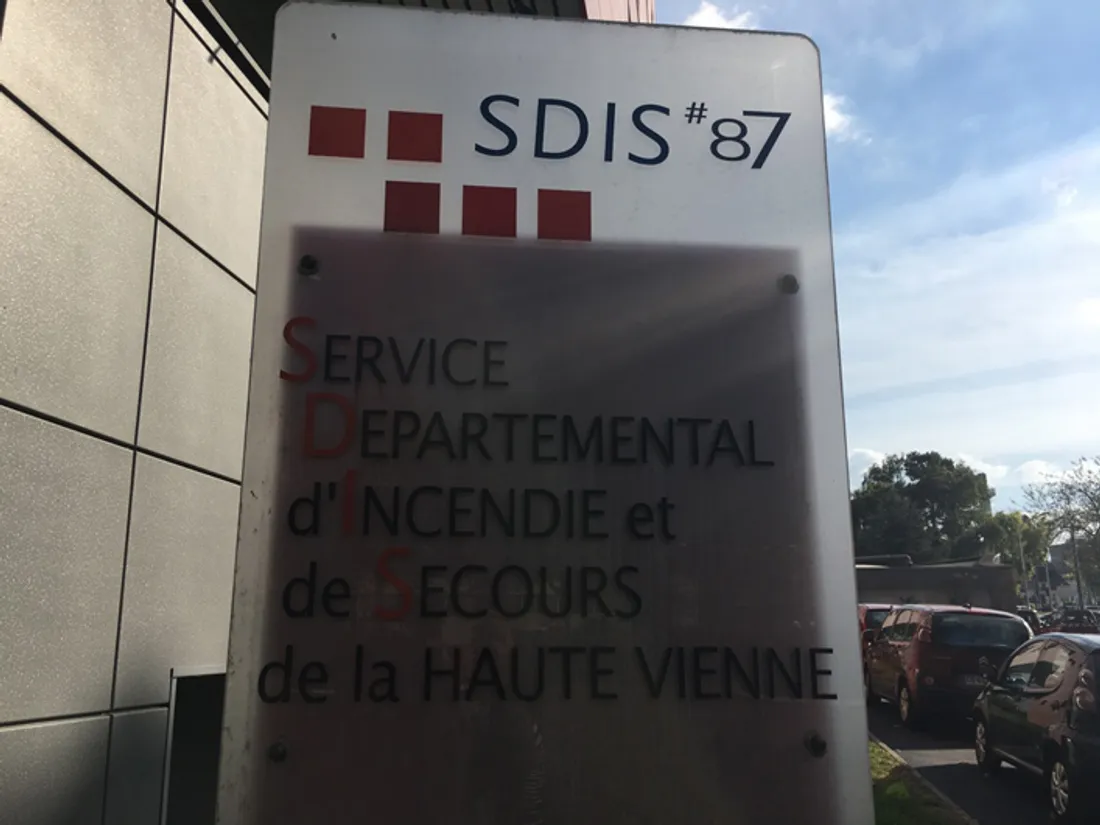 SDIS #87
SERVICE
DEPARTEMENTAL
d'INCENDIE et
de SECOURS
de la HAUTE VIENNE